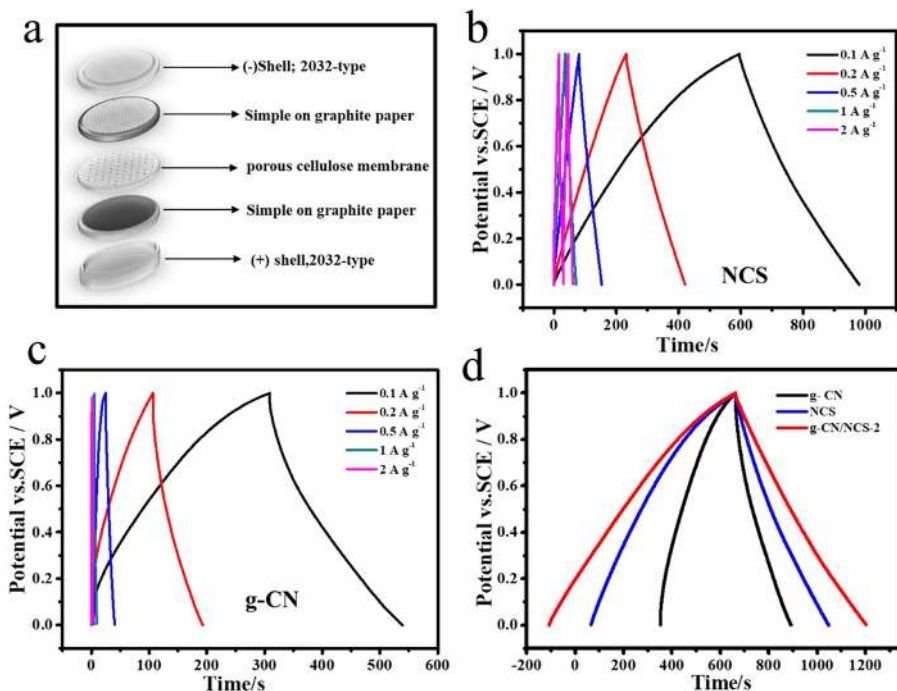 a
(-)Shell; 2032-type
Simple on graphite paper
porous cellulose membrane
Simple on graphite paper
(+) shell,2032-type
b
Potential vs.SCE / V
1.0
0.8
0.6
0.4
0.2
0.0
0.1 A g⁻¹
0.2 A g⁻¹
0.5 A g⁻¹
1 A g⁻¹
2 A g⁻¹
NCS
0 200 400 600 800 1000
Time/s
c
Potential vs.SCE / V
1.0
0.8
0.6
0.4
0.2
0.0
0.1 A g⁻¹
0.2 A g⁻¹
0.5 A g⁻¹
1 A g⁻¹
2 A g⁻¹
g-CN
0 100 200 300 400 500 600
Time/s
d
Potential vs.SCE / V
1.0
0.8
0.6
0.4
0.2
0.0
g- CN
NCS
g-CN/NCS-2
-200 0 200 400 600 800 1000 1200
Time/s